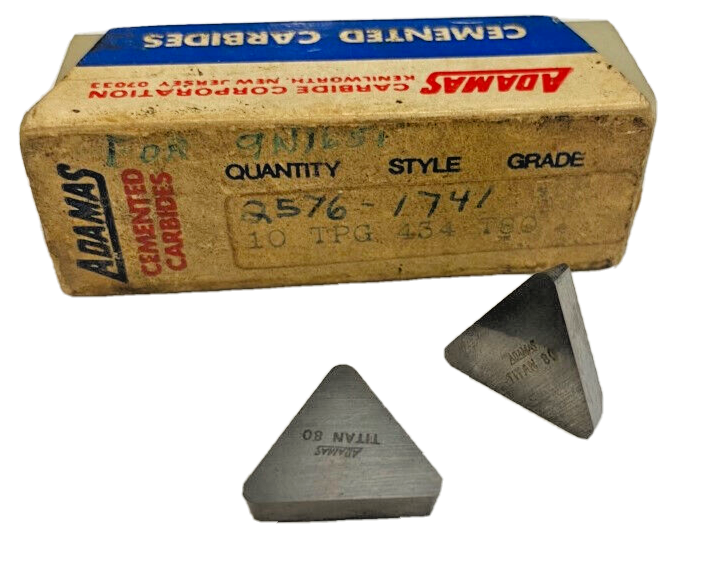 CEMENTED CARBIDES
ADAMAS
CARBIDE CORPORATION
KENILWORTH, NEW JERSEY 07033
ADAMAS
CEMENTED
CARBIDES
FOR 9N1651
QUANTITY STYLE GRADE
2576-1741
10 TPG 434 T80
ADAMAS
TITAN 80
ADAMAS
TITAN 80